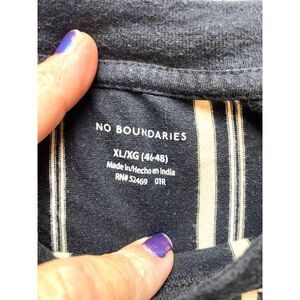 NO BOUNDARIES
XL/XG (46-48)
Made in/Hecho en India
RN# 52469 01R